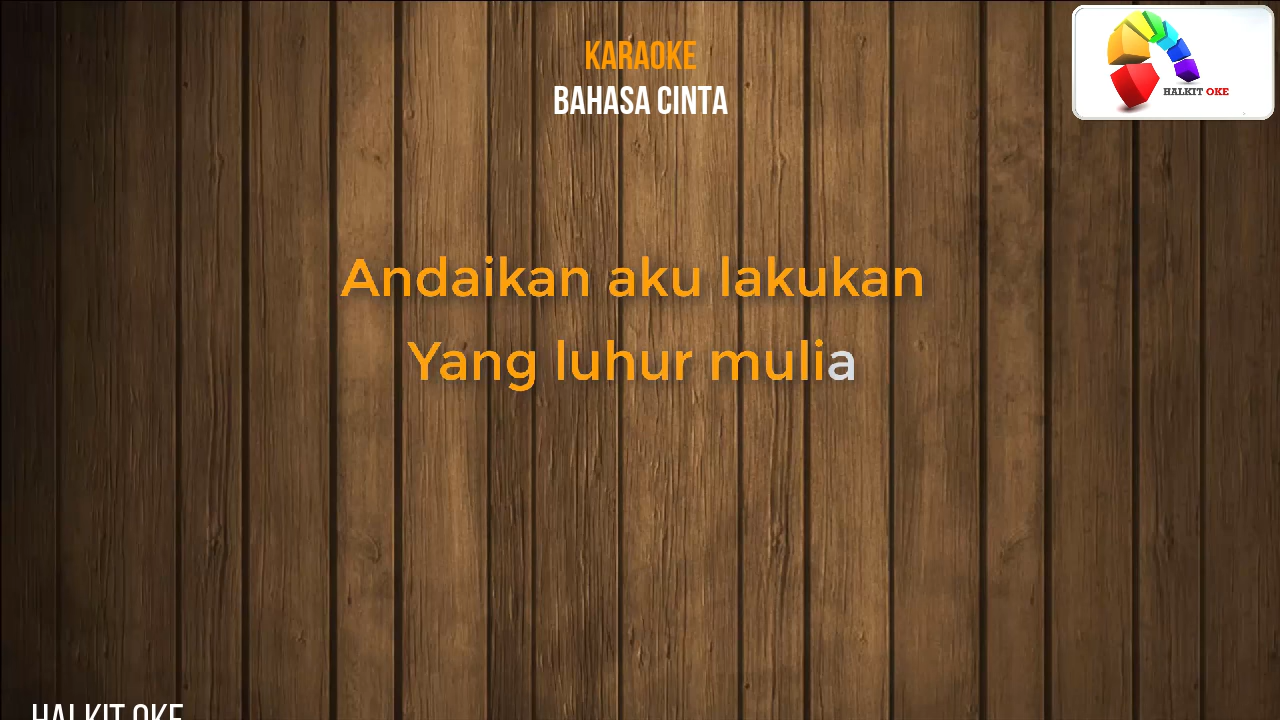 KARAOKE
BAHASA CINTA
HALKIT OKE
Andaikan aku lakukan
Yang luhur mulia
HALKIT OKE